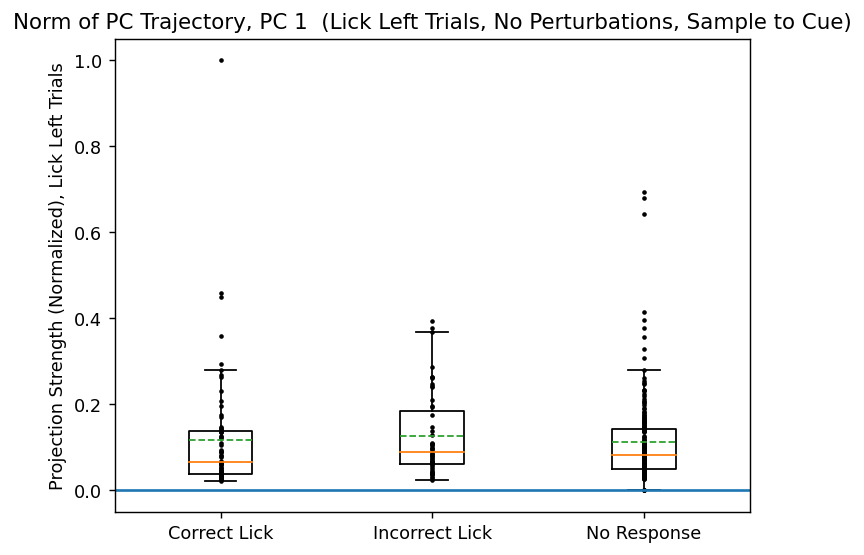 Norm of PC Trajectory, PC 1  (Lick Left Trials, No Perturbations, Sample to Cue)
Projection Strength (Normalized), Lick Left Trials
1.0
0.8
0.6
0.4
0.2
0.0
Correct Lick
Incorrect Lick
No Response